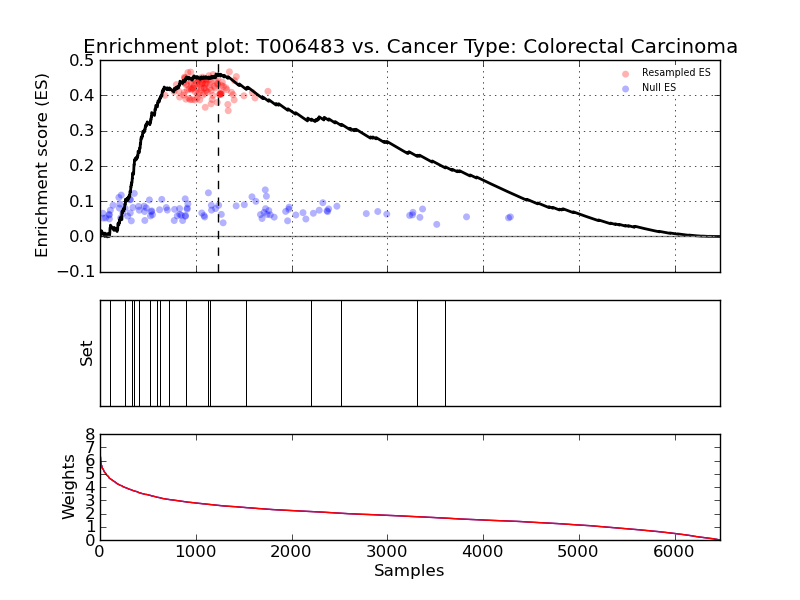 Enrichment plot: T006483 vs. Cancer Type: Colorectal Carcinoma
Enrichment score (ES)
0.5
0.4
0.3
0.2
0.1
0.0
−0.1
Resampled ES
Null ES
Set
Weights
8
7
6
5
4
3
2
1
0
0 1000 2000 3000 4000 5000 6000
Samples